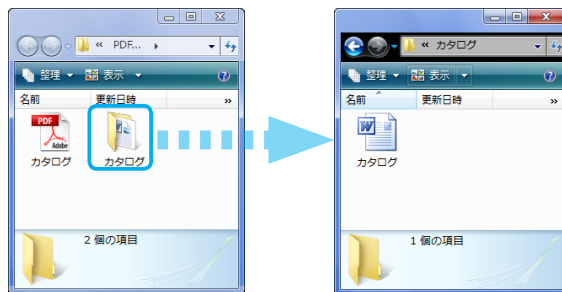 « PDF...
整理 表示
名前 更新日時 »
PDF
Adobe
カタログ カタログ
2 個の項目
« カタログ
整理 表示
名前 更新日時 »
W
カタログ
1 個の項目